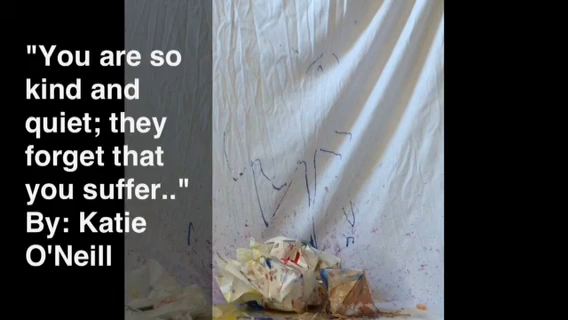 "You are so
kind and
quiet; they
forget that
you suffer.."
By: Katie
O'Neill